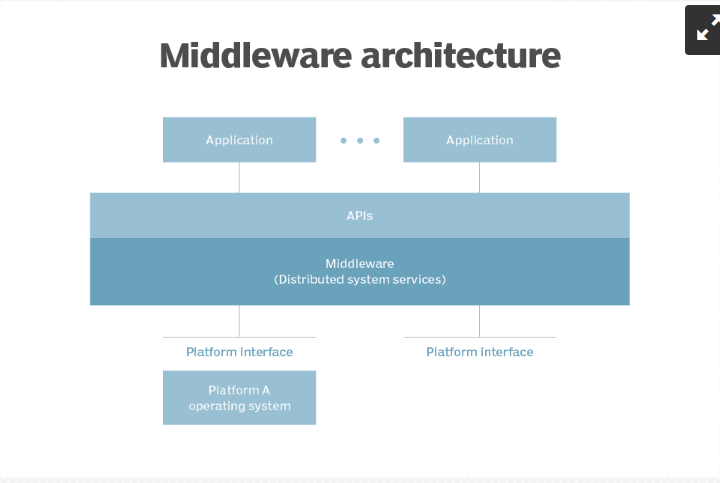 Middleware architecture
Application
Application
APIs
Middleware
(Distributed system services)
Platform interface
Platform interface
Platform A
operating system